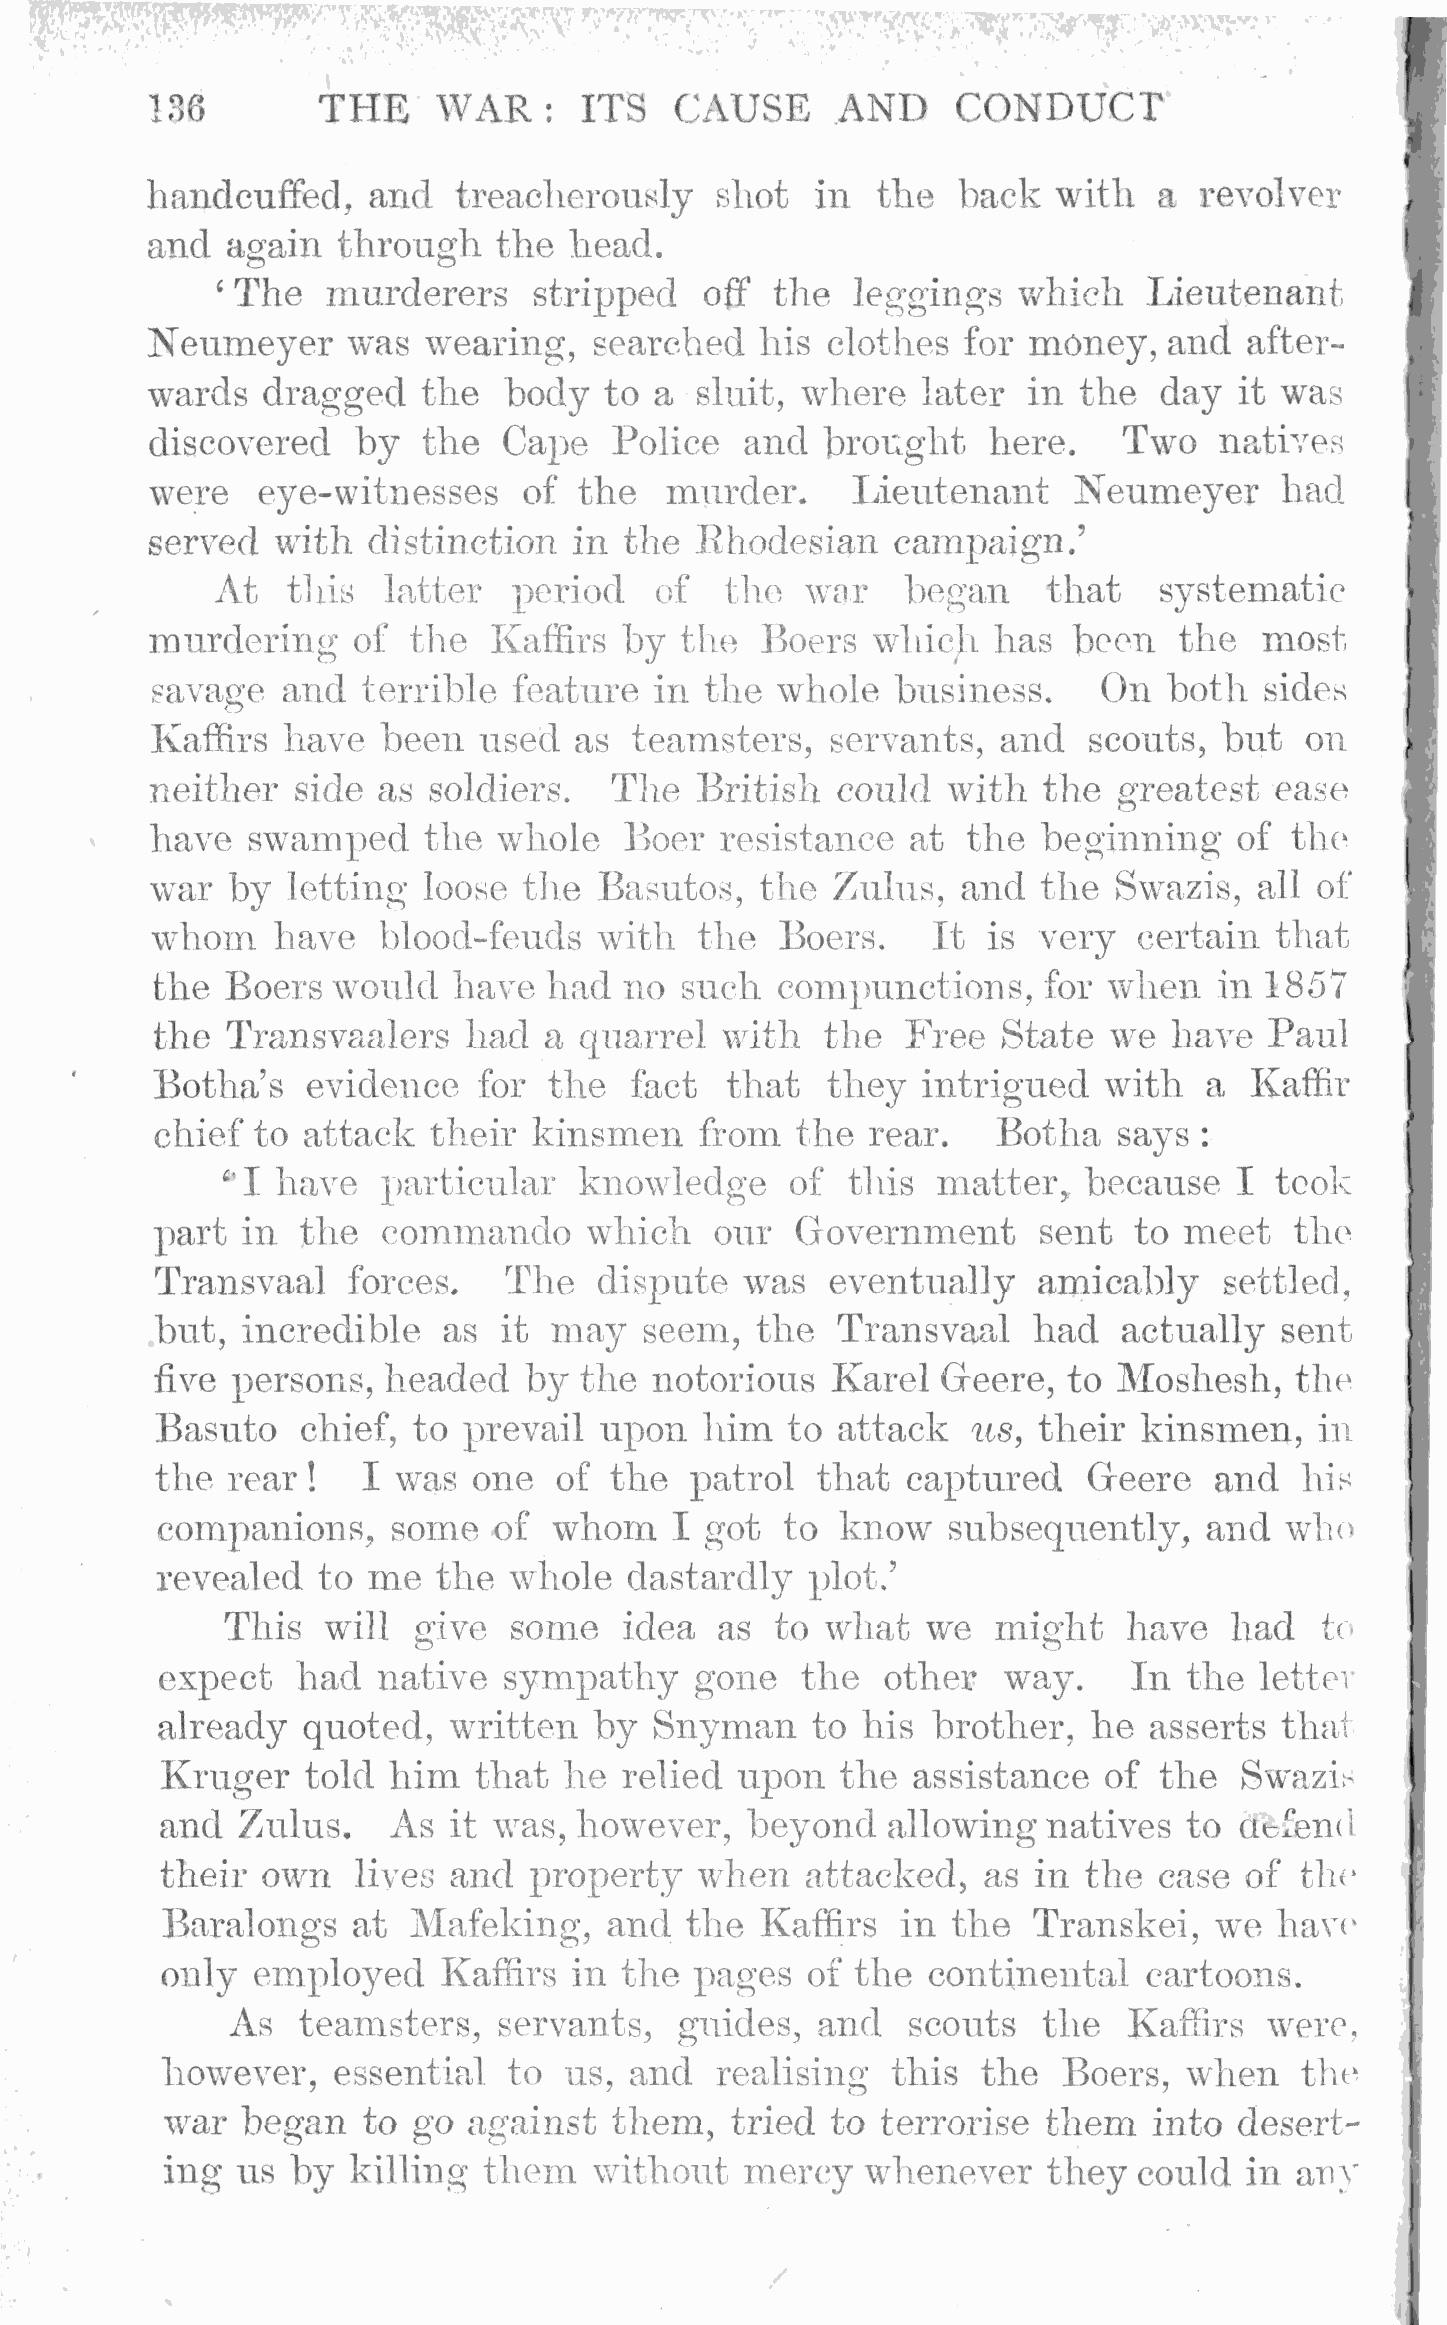 136 THE WAR: ITS CAUSE AND CONDUCT
handcuffed, and treacherously shot in the back with a revolver
and again through the head.
‘The murderers stripped off the leggings which Lieutenant
Neumeyer was wearing, searched his clothes for money, and after-
wards dragged the body to a sluit, where later in the day it was
discovered by the Cape Police and brought here. Two natives
were eye-witnesses of the murder. Lieutenant Neumeyer had
served with distinction in the Rhodesian campaign.’
At this latter period of the war began that systematic
murdering of the Kaffirs by the Boers which has been the most
savage and terrible feature in the whole business. On both sides
Kaffirs have been used as teamsters, servants, and scouts, but on
neither side as soldiers. The British could with the greatest ease
have swamped the whole Boer resistance at the beginning of the
war by letting loose the Basutos, the Zulus, and the Swazis, all of
whom have blood-feuds with the Boers. It is very certain that
the Boers would have had no such compunctions, for when in 1857
the Transvaalers had a quarrel with the Free State we have Paul
Botha’s evidence for the fact that they intrigued with a Kaffir
chief to attack their kinsmen from the rear. Botha says:
‘I have particular knowledge of this matter, because I took
part in the commando which our Government sent to meet the
Transvaal forces. The dispute was eventually amicably settled,
but, incredible as it may seem, the Transvaal had actually sent
five persons, headed by the notorious Karel Geere, to Moshesh, the
Basuto chief, to prevail upon him to attack us, their kinsmen, in
the rear! I was one of the patrol that captured Geere and his
companions, some of whom I got to know subsequently, and who
revealed to me the whole dastardly plot.’
This will give some idea as to what we might have had to
expect had native sympathy gone the other way. In the letter
already quoted, written by Snyman to his brother, he asserts that
Kruger told him that he relied upon the assistance of the Swazis
and Zulus. As it was, however, beyond allowing natives to defend
their own lives and property when attacked, as in the case of the
Baralongs at Mafeking, and the Kaffirs in the Transkei, we have
only employed Kaffirs in the pages of the continental cartoons.
As teamsters, servants, guides, and scouts the Kaffirs were,
however, essential to us, and realising this the Boers, when the
war began to go against them, tried to terrorise them into desert-
ing us by killing them without mercy whenever they could in any